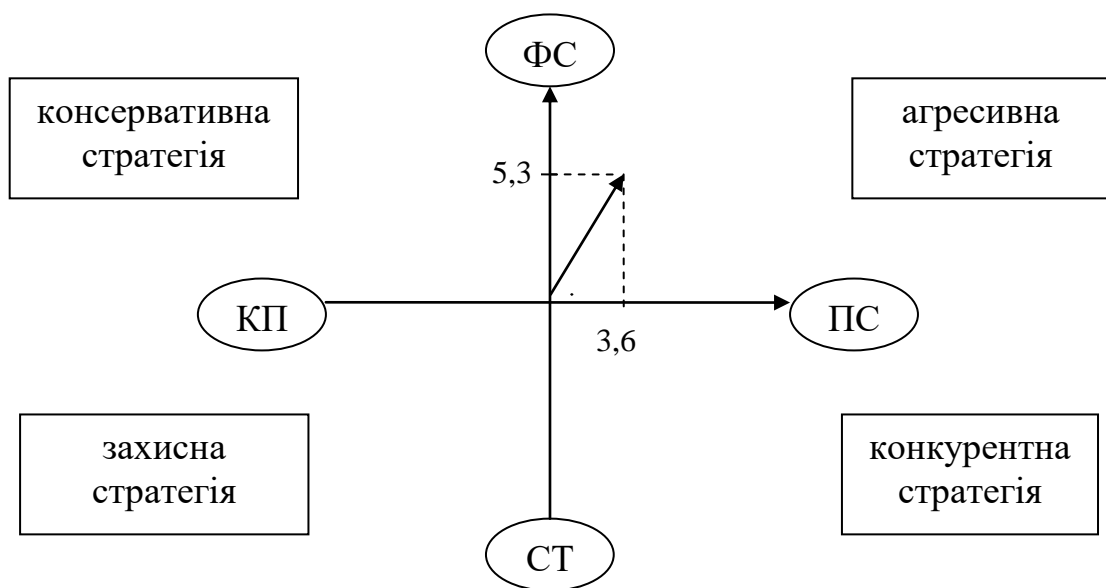 ФС
консервативна
стратегія
агресивна
стратегія
5,3
КП
ПС
3,6
захисна
стратегія
конкурентна
стратегія
СТ